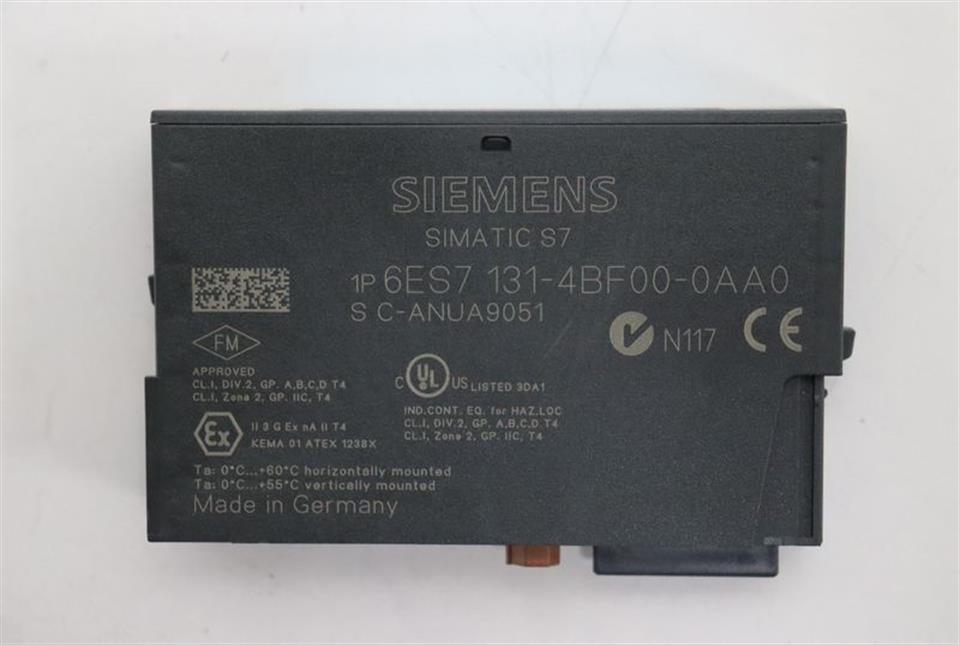 SIEMENS
SIMATIC S7
1P 6ES7 131-4BF00-0AA0
S C-ANUA9051
N117 CE
FM
APPROVED
CL.I, DIV.2, GP. A,B,C,D T4
CL.I, Zone 2, GP. IIC, T4
C UL US LISTED 3DA1
IND.CONT. EQ. for HAZ.LOC
CL.I, DIV.2, GP. A,B,C,D T4
CL.I, Zone 2, GP. IIC, T4
Ex II 3 G Ex nA II T4
KEMA 01 ATEX 1238X
Ta: 0°C...+60°C horizontally mounted
Ta: 0°C...+55°C vertically mounted
Made in Germany